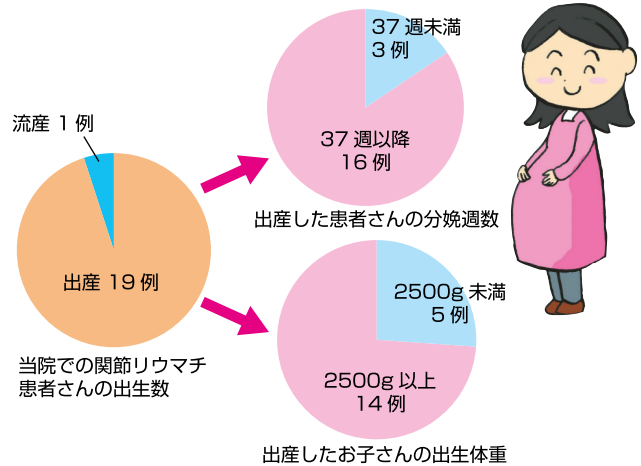 流産 1 例
出産 19 例
当院での関節リウマチ
患者さんの出生数
37 週未満
3 例
37 週以降
16 例
出産した患者さんの分娩週数
2500g 未満
5 例
2500g 以上
14 例
出産したお子さんの出生体重